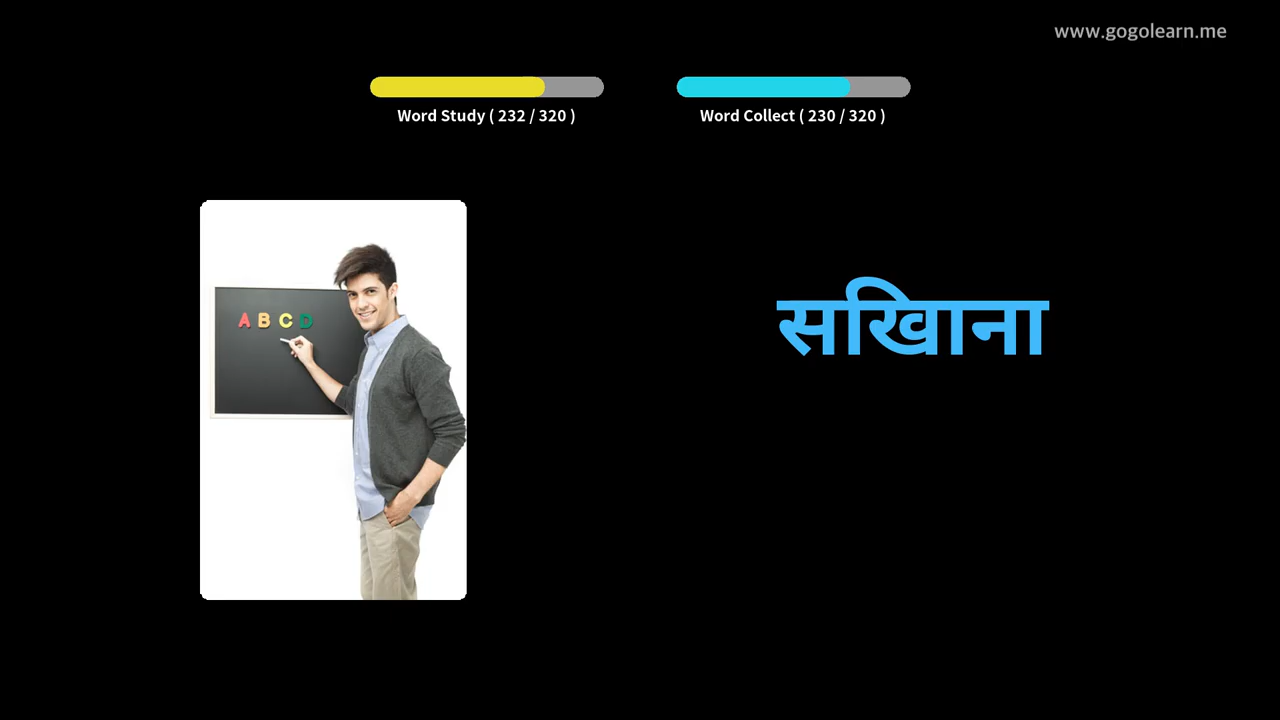 www.gogolearn.me
Word Study ( 232 / 320 )
Word Collect ( 230 / 320 )
A B C D
सखिाना